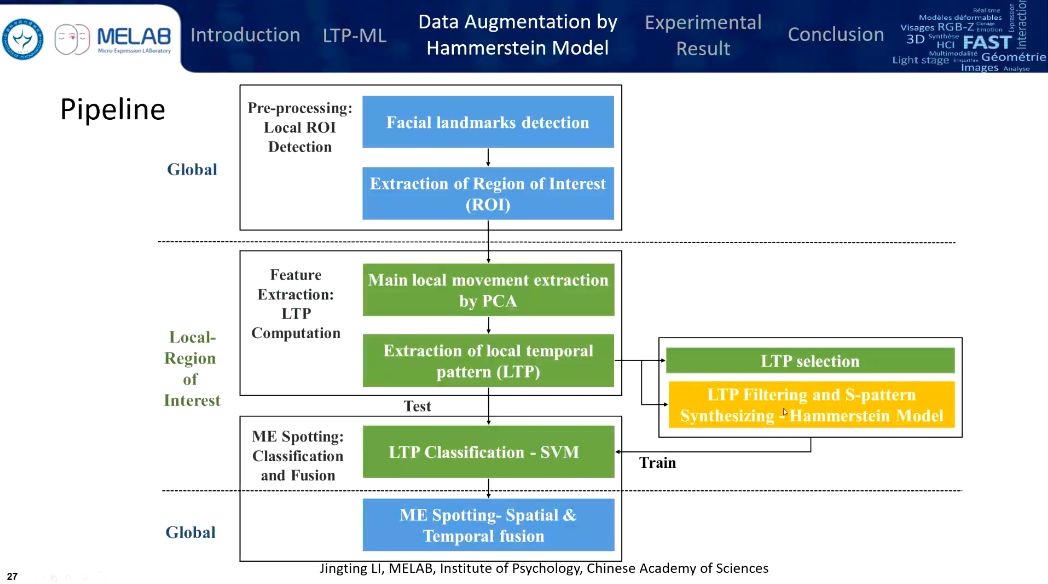 MELAB
Micro-Expression LAboratory
Introduction
LTP-ML
Data Augmentation by
Hammerstein Model
Experimental
Result
Conclusion
Réalisme
Modèles déformables
Visages RGB-Z
Emotion
3D
Synthèse
HCI
FAST
Interaction
Expression
Multimodalité
Géométrie
Light stage
Images
Analyse
Pipeline
Global
Pre-processing:
Local ROI
Detection
Facial landmarks detection
Extraction of Region of Interest
(ROI)
Local-
Region
of
Interest
Feature
Extraction:
LTP
Computation
Main local movement extraction
by PCA
Extraction of local temporal
pattern (LTP)
LTP selection
LTP Filtering and S-pattern
Synthesizing - Hammerstein Model
Test
Train
ME Spotting:
Classification
and Fusion
LTP Classification - SVM
Global
ME Spotting- Spatial &
Temporal fusion
Jingting LI, MELAB, Institute of Psychology, Chinese Academy of Sciences
27